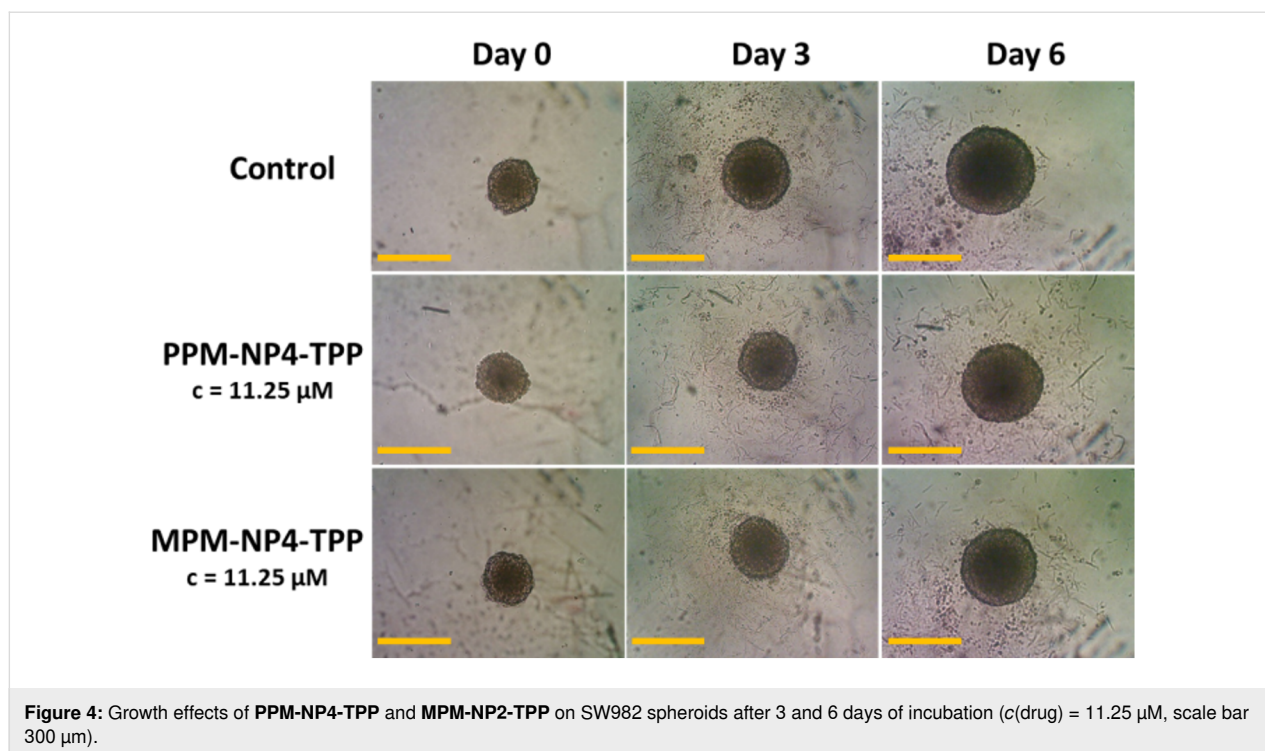 Day 0 Day 3 Day 6
Control
PPM-NP4-TPP
c = 11.25 µM
MPM-NP4-TPP
c = 11.25 µM
Figure 4: Growth effects of PPM-NP4-TPP and MPM-NP2-TPP on SW982 spheroids after 3 and 6 days of incubation (c(drug) = 11.25 µM, scale bar
300 µm).